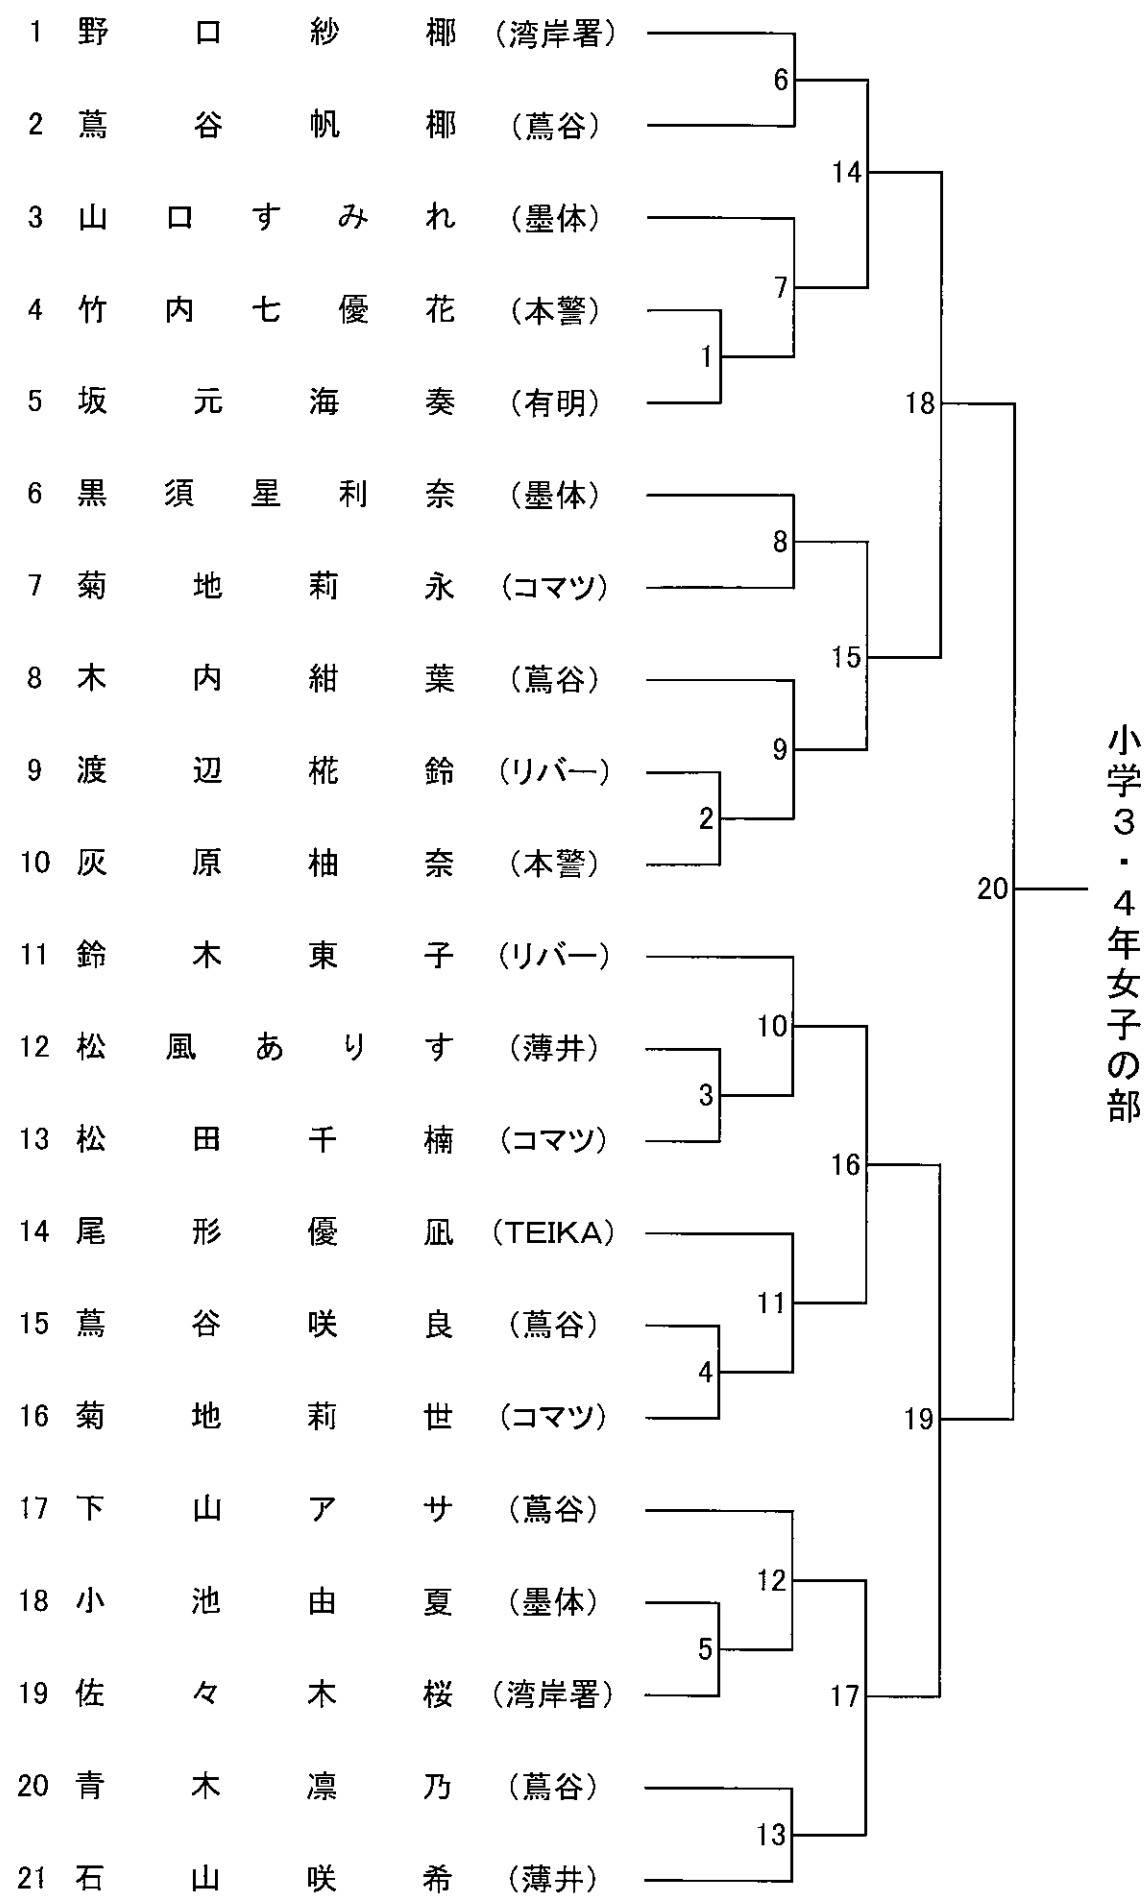 1 野口紗椰 (湾岸署)
2 蔦谷帆椰 (蔦谷)
3 山口すみれ (墨体)
4 竹内七優花 (本警)
5 坂元海奏 (有明)
6 黒須星利奈 (墨体)
7 菊地莉永 (コマツ)
8 木内紺葉 (蔦谷)
9 渡辺椛鈴 (リバー)
10 灰原柚奈 (本警)
11 鈴木東子 (リバー)
12 松風ありす (薄井)
13 松田千楠 (コマツ)
14 尾形優凪 (TEIKA)
15 蔦谷咲良 (蔦谷)
16 菊地莉世 (コマツ)
17 下山アサ (蔦谷)
18 小池由夏 (墨体)
19 佐々木桜 (湾岸署)
20 青木凛乃 (蔦谷)
21 石山咲希 (薄井)
1
2
3
4
5
6
7
8
9
10
11
12
13
14
15
16
17
18
19
20
小学3・4年女子の部